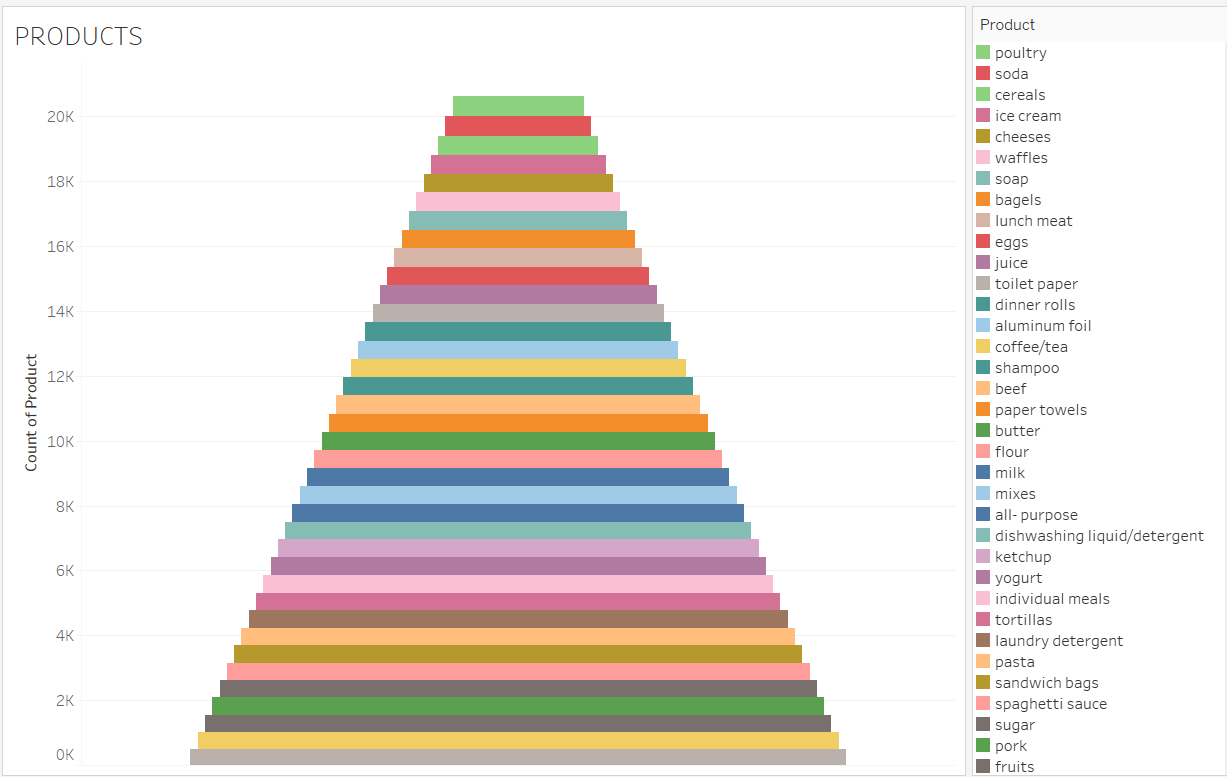 PRODUCTS
20K
18K
16K
14K
12K
10K
8K
6K
4K
2K
0K
Count of Product
Product
poultry
soda
cereals
ice cream
cheeses
waffles
soap
bagels
lunch meat
eggs
juice
toilet paper
dinner rolls
aluminum foil
coffee/tea
shampoo
beef
paper towels
butter
flour
milk
mixes
all- purpose
dishwashing liquid/detergent
ketchup
yogurt
individual meals
tortillas
laundry detergent
pasta
sandwich bags
spaghetti sauce
sugar
pork
fruits